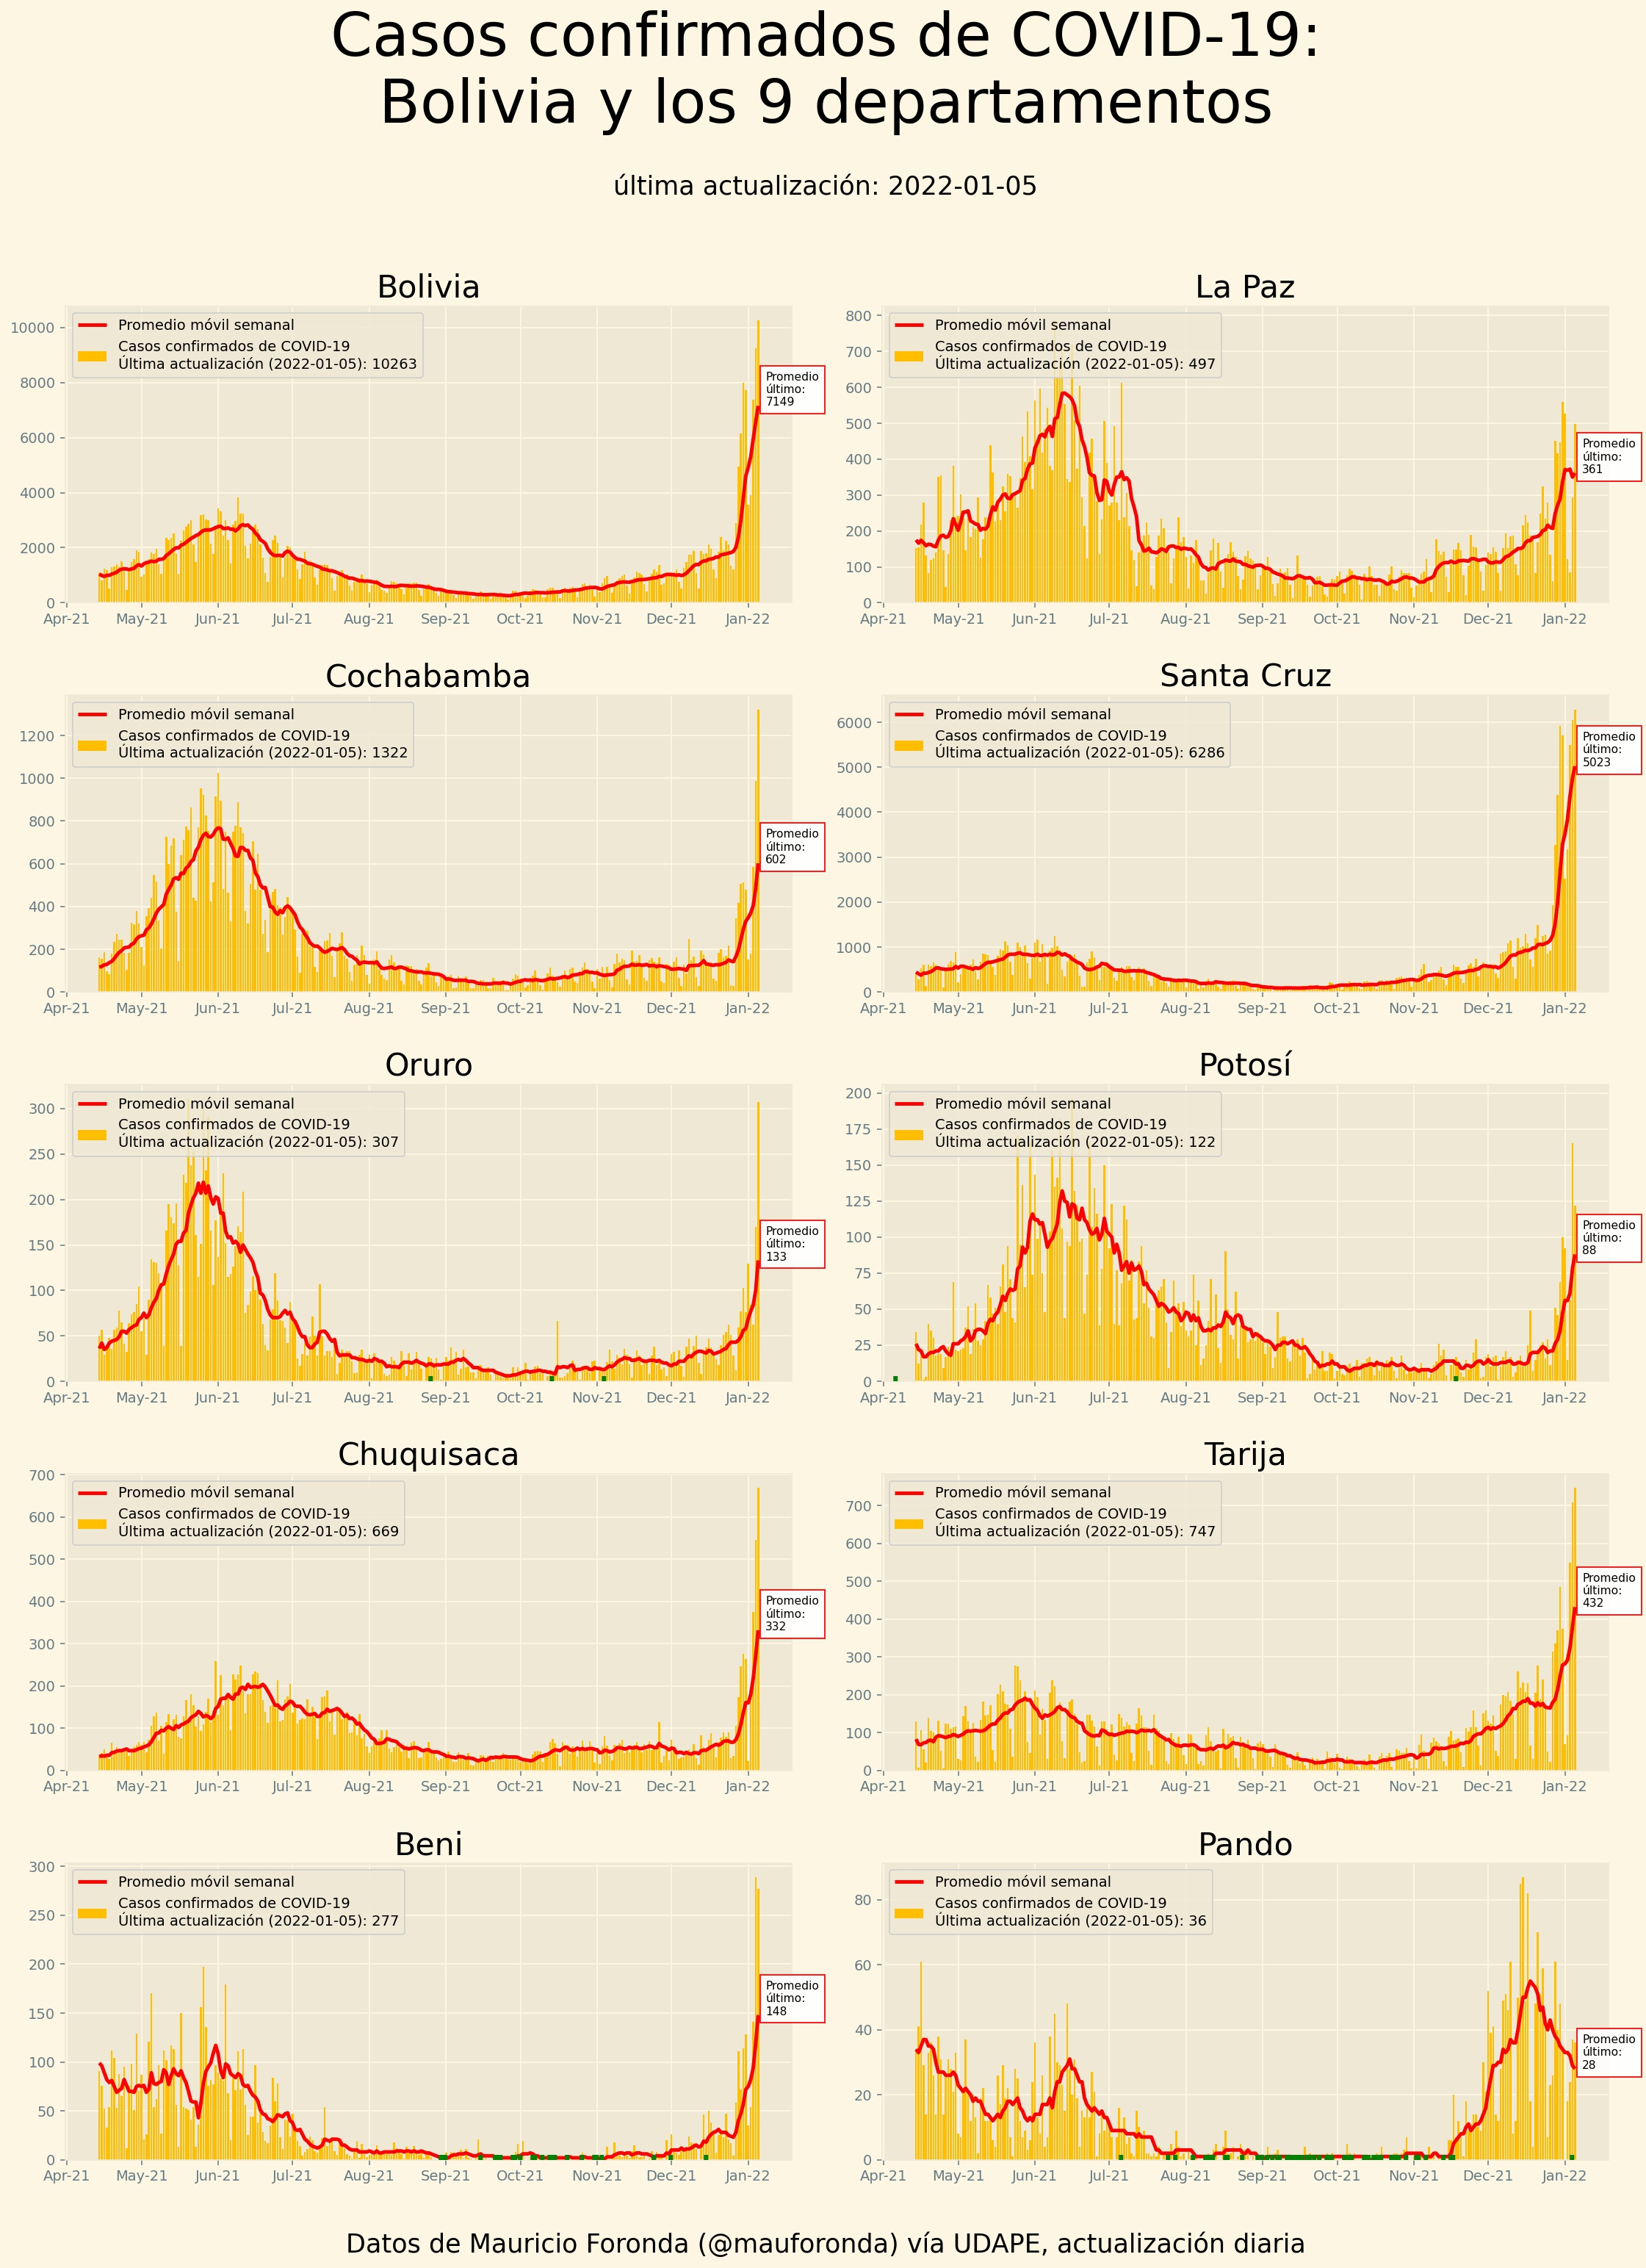 Casos confirmados de COVID-19:
Bolivia y los 9 departamentos
última actualización: 2022-01-05
Bolivia
Promedio móvil semanal
Casos confirmados de COVID-19
Última actualización (2022-01-05): 10263
Promedio
último:
7149
10000
8000
6000
4000
2000
0
Apr-21 May-21 Jun-21 Jul-21 Aug-21 Sep-21 Oct-21 Nov-21 Dec-21 Jan-22
La Paz
Promedio móvil semanal
Casos confirmados de COVID-19
Última actualización (2022-01-05): 497
Promedio
último:
361
800
700
600
500
400
300
200
100
0
Apr-21 May-21 Jun-21 Jul-21 Aug-21 Sep-21 Oct-21 Nov-21 Dec-21 Jan-22
Cochabamba
Promedio móvil semanal
Casos confirmados de COVID-19
Última actualización (2022-01-05): 1322
Promedio
último:
602
1200
1000
800
600
400
200
0
Apr-21 May-21 Jun-21 Jul-21 Aug-21 Sep-21 Oct-21 Nov-21 Dec-21 Jan-22
Santa Cruz
Promedio móvil semanal
Casos confirmados de COVID-19
Última actualización (2022-01-05): 6286
Promedio
último:
5023
6000
5000
4000
3000
2000
1000
0
Apr-21 May-21 Jun-21 Jul-21 Aug-21 Sep-21 Oct-21 Nov-21 Dec-21 Jan-22
Oruro
Promedio móvil semanal
Casos confirmados de COVID-19
Última actualización (2022-01-05): 307
Promedio
último:
133
300
250
200
150
100
50
0
Apr-21 May-21 Jun-21 Jul-21 Aug-21 Sep-21 Oct-21 Nov-21 Dec-21 Jan-22
Potosí
Promedio móvil semanal
Casos confirmados de COVID-19
Última actualización (2022-01-05): 122
Promedio
último:
88
200
175
150
125
100
75
50
25
0
Apr-21 May-21 Jun-21 Jul-21 Aug-21 Sep-21 Oct-21 Nov-21 Dec-21 Jan-22
Chuquisaca
Promedio móvil semanal
Casos confirmados de COVID-19
Última actualización (2022-01-05): 669
Promedio
último:
332
700
600
500
400
300
200
100
0
Apr-21 May-21 Jun-21 Jul-21 Aug-21 Sep-21 Oct-21 Nov-21 Dec-21 Jan-22
Tarija
Promedio móvil semanal
Casos confirmados de COVID-19
Última actualización (2022-01-05): 747
Promedio
último:
432
700
600
500
400
300
200
100
0
Apr-21 May-21 Jun-21 Jul-21 Aug-21 Sep-21 Oct-21 Nov-21 Dec-21 Jan-22
Beni
Promedio móvil semanal
Casos confirmados de COVID-19
Última actualización (2022-01-05): 277
Promedio
último:
148
300
250
200
150
100
50
0
Apr-21 May-21 Jun-21 Jul-21 Aug-21 Sep-21 Oct-21 Nov-21 Dec-21 Jan-22
Pando
Promedio móvil semanal
Casos confirmados de COVID-19
Última actualización (2022-01-05): 36
Promedio
último:
28
80
60
40
20
0
Apr-21 May-21 Jun-21 Jul-21 Aug-21 Sep-21 Oct-21 Nov-21 Dec-21 Jan-22
Datos de Mauricio Foronda (@mauforonda) vía UDAPE, actualización diaria